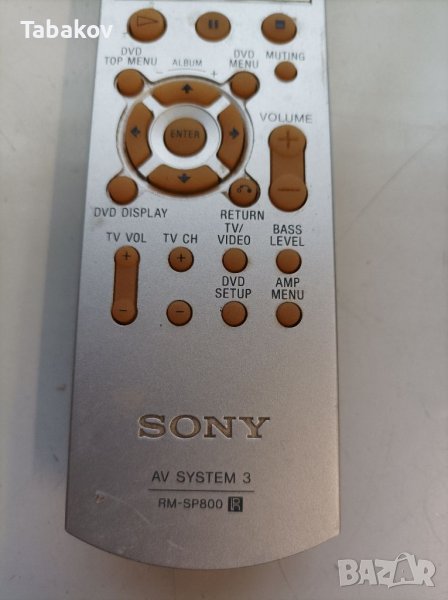 Tabakov
DVD TOP MENU
ALBUM
- +
DVD MENU
MUTING
ENTER
VOLUME
+
−
DVD DISPLAY
RETURN
TV VOL
TV CH
TV/ VIDEO
BASS LEVEL
+ +
− −
DVD SETUP
AMP MENU
SONY
AV SYSTEM 3
RM-SP800 R
BAZAR